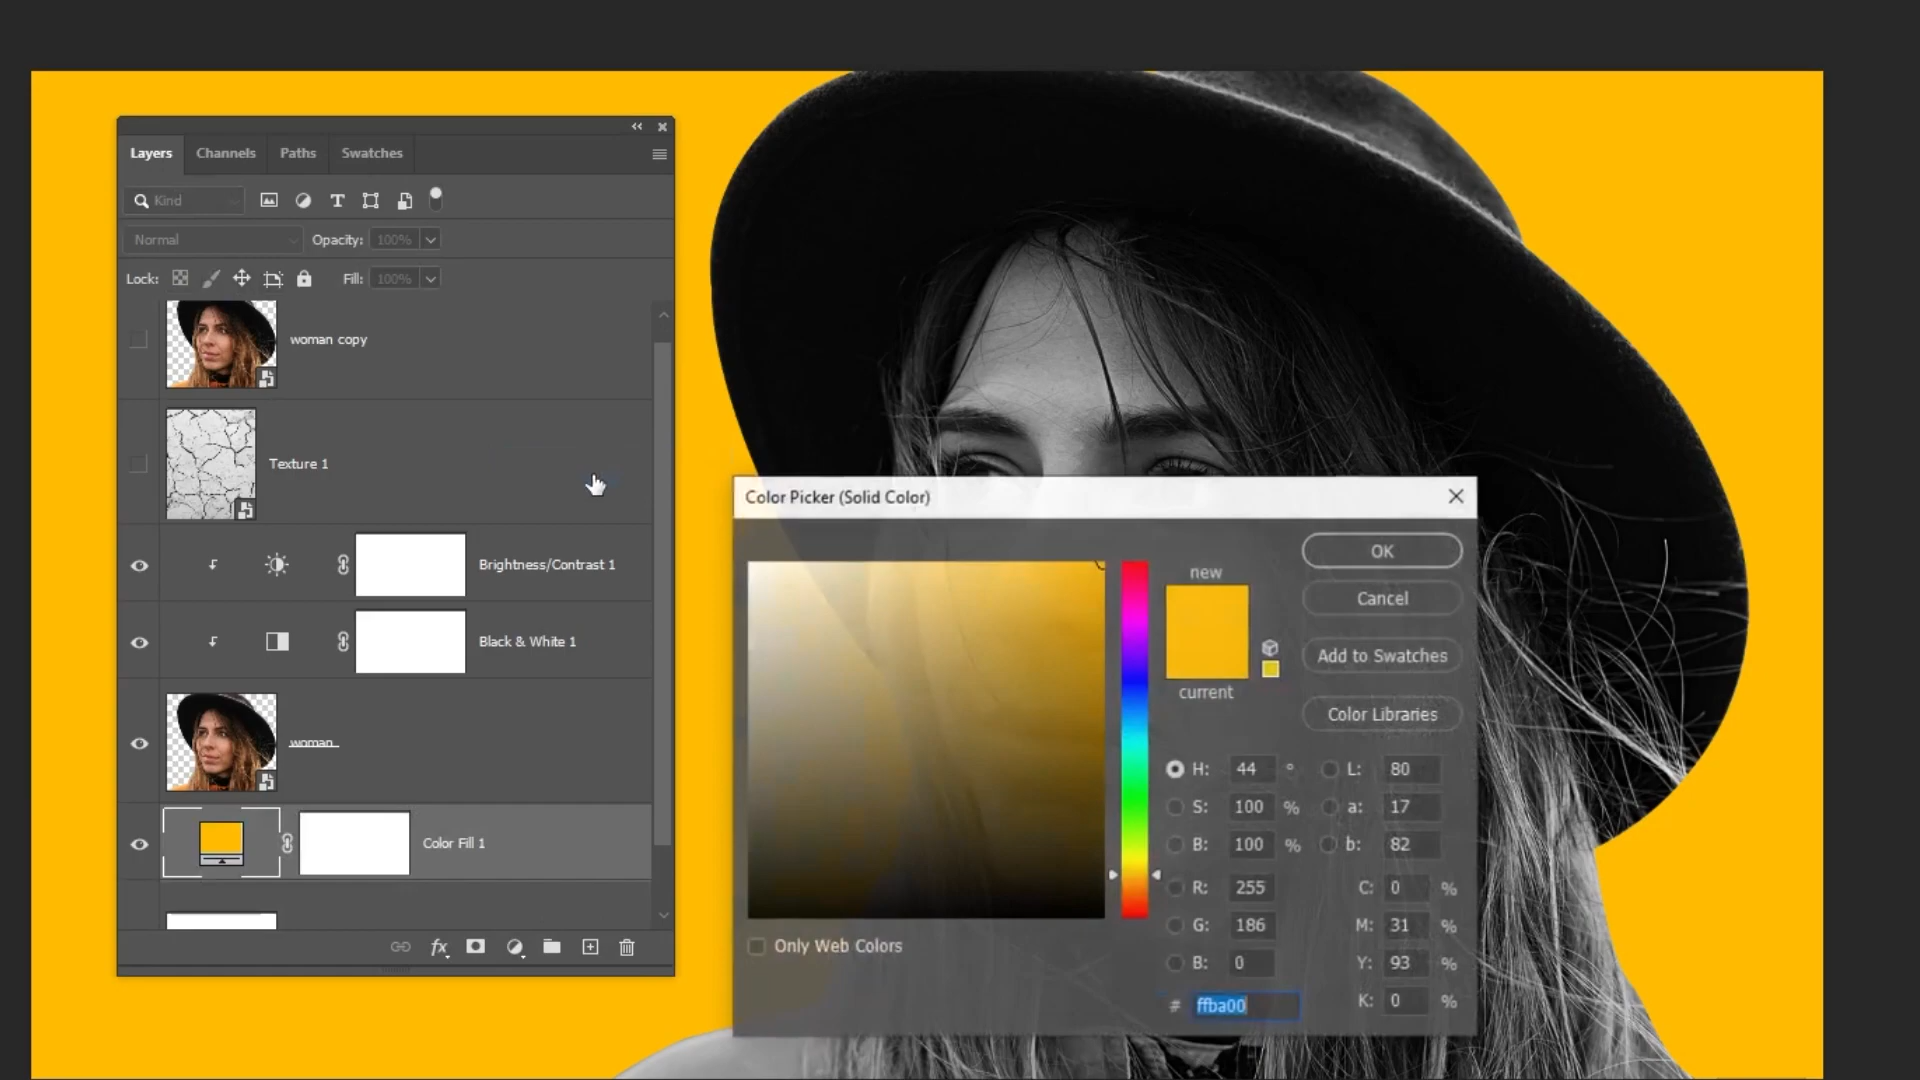 Layers Channels Paths Swatches
Kind
Normal Opacity: 100%
Lock: Fill: 100%
woman copy
Texture 1
Brightness/Contrast 1
Black & White 1
woman
Color Fill 1
fx
Color Picker (Solid Color)
new
current
OK
Cancel
Add to Swatches
Color Libraries
H: 44 ° L: 80
S: 100 % a: 17
B: 100 % b: 82
R: 255 C: 0 %
G: 186 M: 31 %
B: 0 Y: 93 %
# ffba00 K: 0 %
Only Web Colors